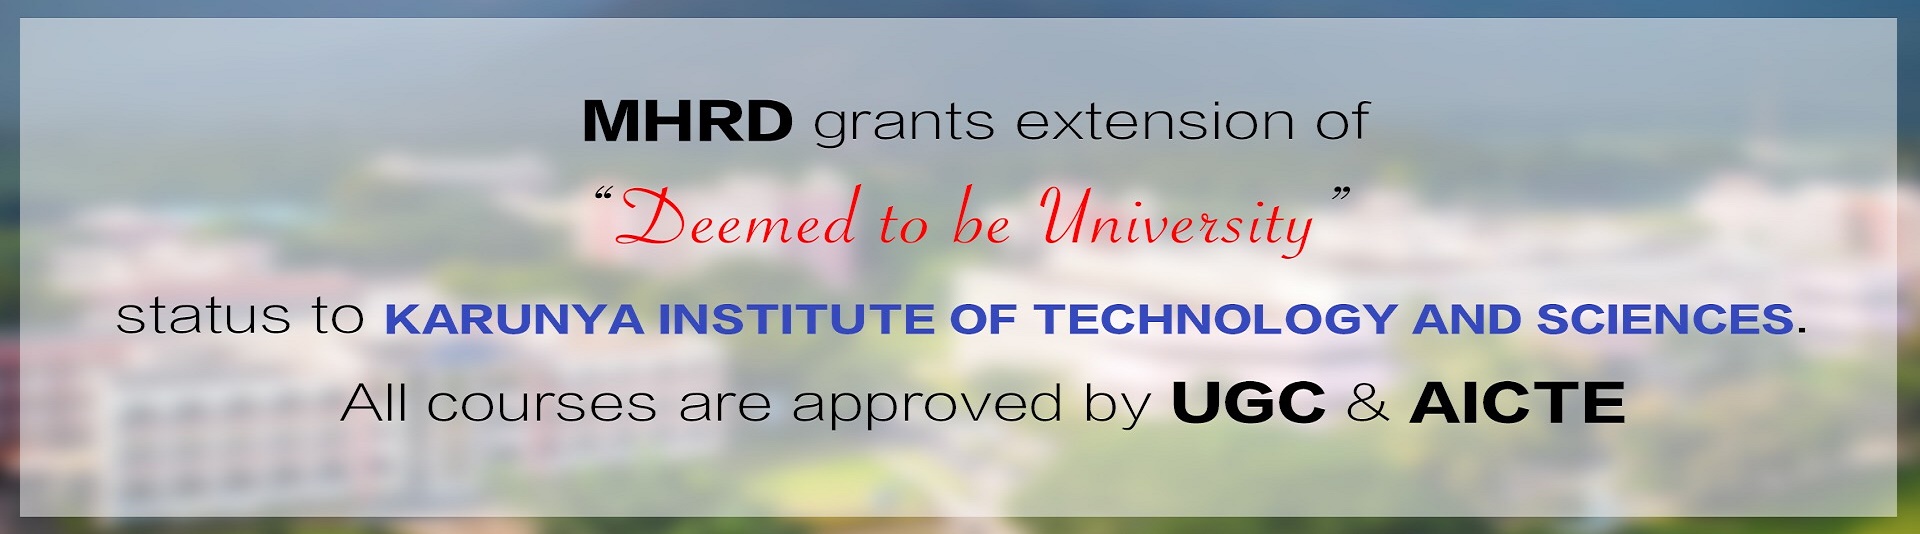 MHRD grants extension of
“Deemed to be University”
status to KARUNYA INSTITUTE OF TECHNOLOGY AND SCIENCES.
All courses are approved by UGC & AICTE